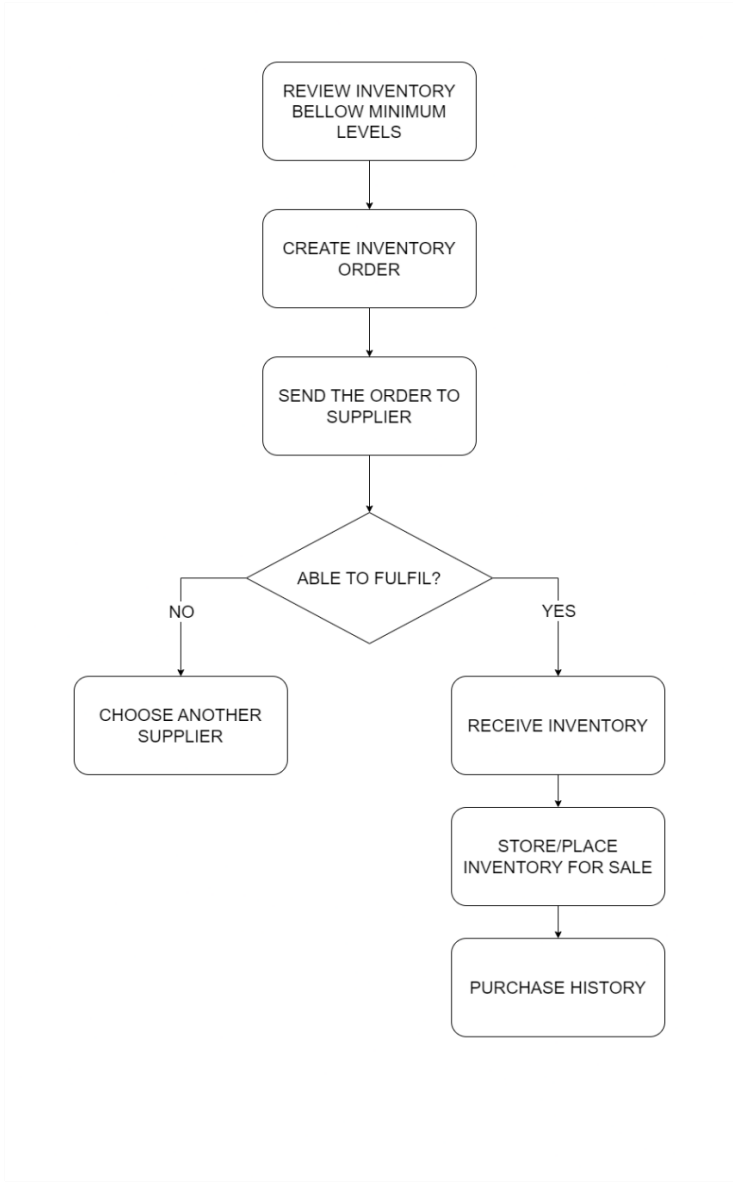 REVIEW INVENTORY
BELLOW MINIMUM
LEVELS
CREATE INVENTORY
ORDER
SEND THE ORDER TO
SUPPLIER
ABLE TO FULFIL?
NO
YES
CHOOSE ANOTHER
SUPPLIER
RECEIVE INVENTORY
STORE/PLACE
INVENTORY FOR SALE
PURCHASE HISTORY